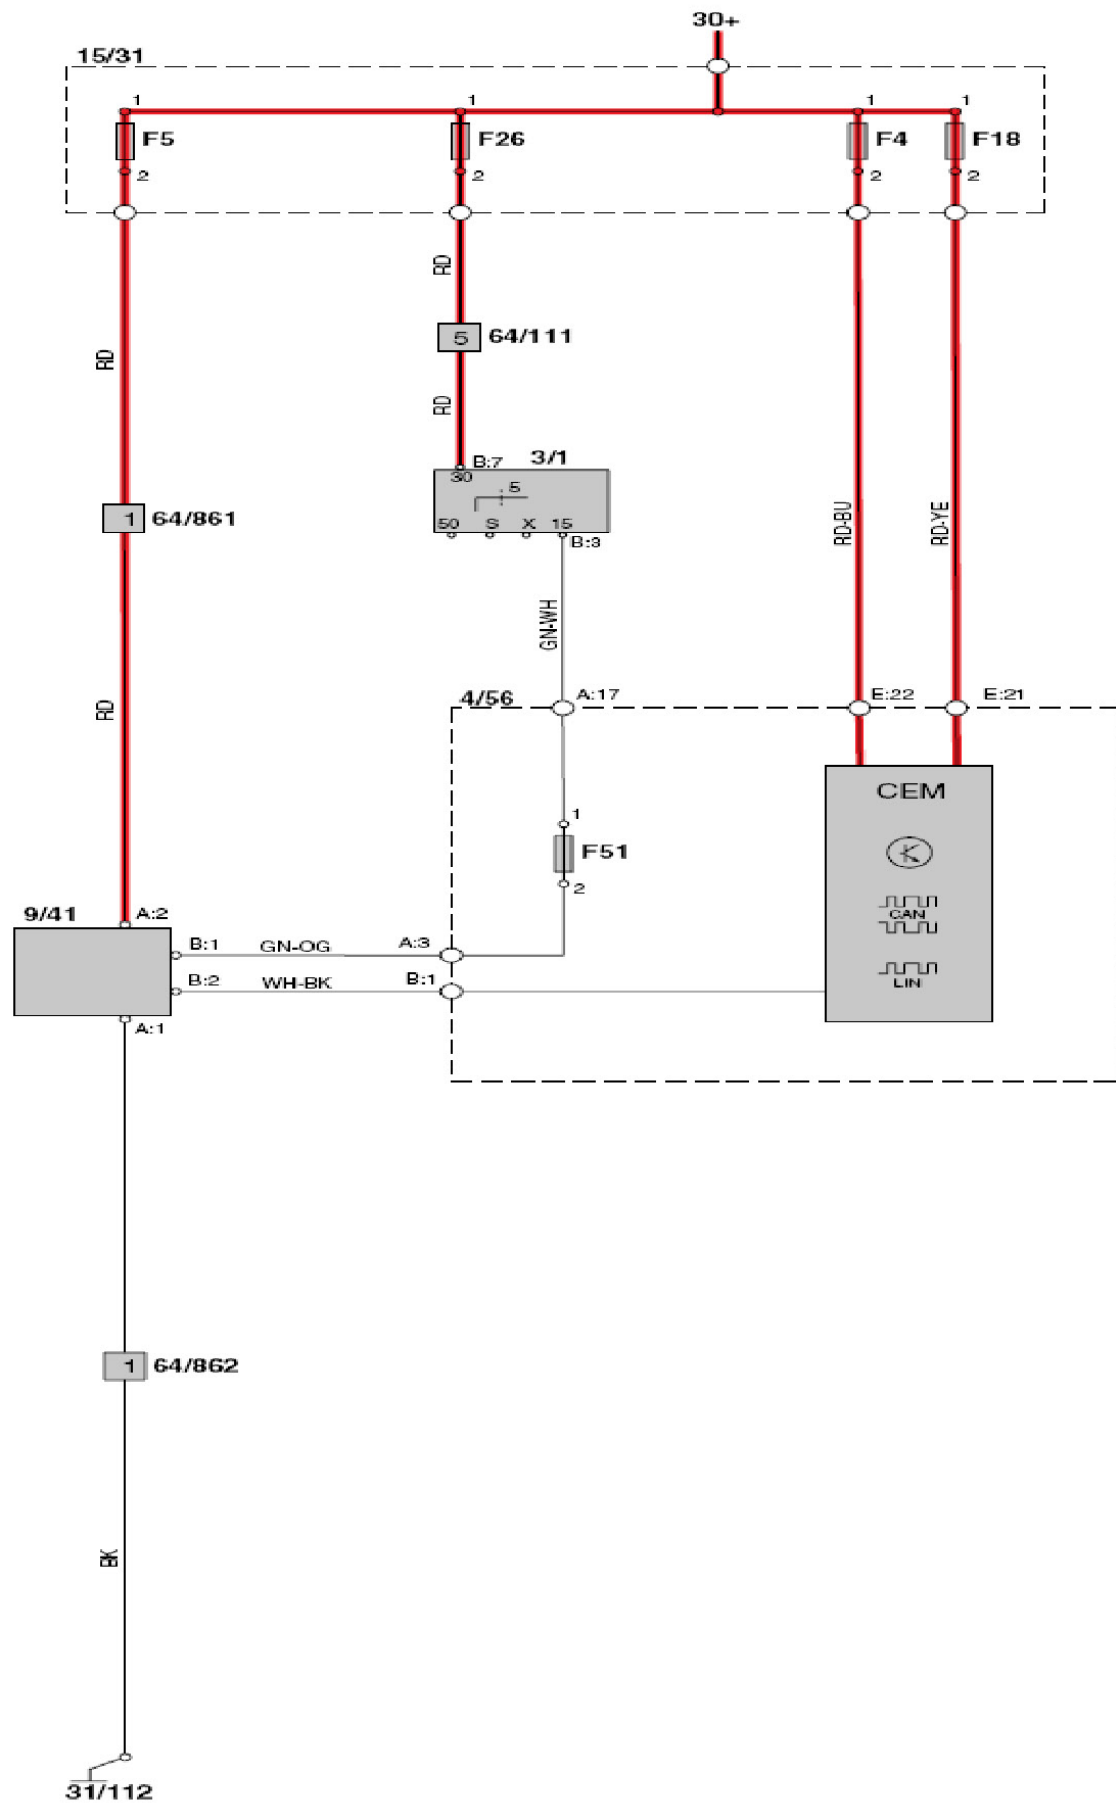 30+
15/31
1 1 1 1
F5 F26 F4 F18
2 2 2 2
RD
5 64/111
RD
RD
B:7 3/1
30
5
50 S X 15
B:3
1 64/861
RD-BU
RD-YE
GN-WH
RD
4/56 A:17 E:22 E:21
CEM
1
F51
2
CAN
LIN
9/41 A:2
B:1 GN-OG A:3
B:2 WH-BK B:1
A:1
1 64/862
BK
31/112